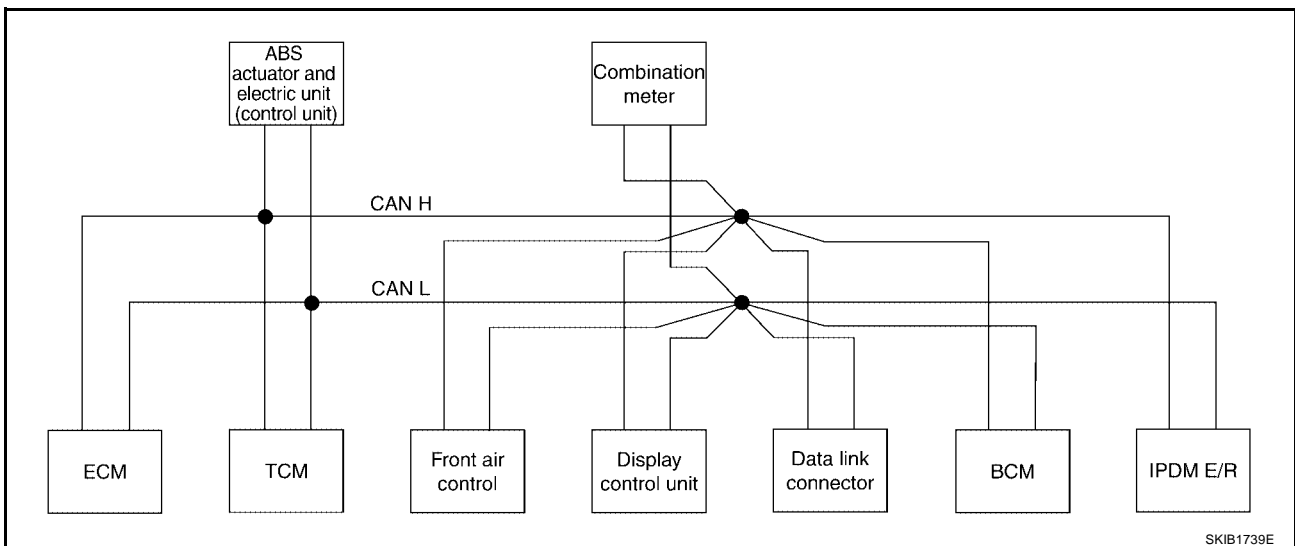 ABS
actuator and
electric unit
(control unit)
Combination
meter
CAN H
CAN L
ECM
TCM
Front air
control
Display
control unit
Data link
connector
BCM
IPDM E/R
SKIB1739E